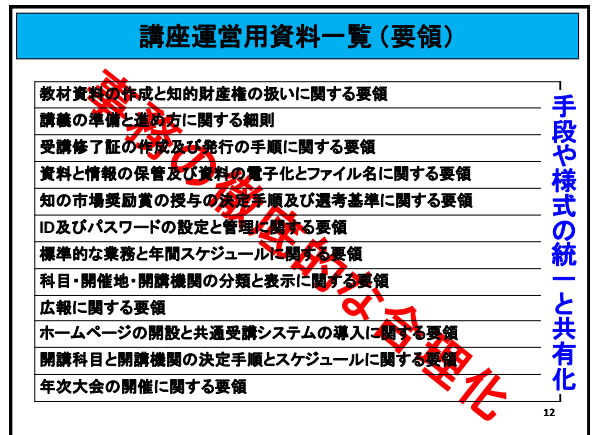 講座運営用資料一覧（要領）
教材資料の作成と知的財産権の扱いに関する要領
講義の準備と進め方に関する細則
受講修了証の作成及び発行の手順に関する要領
資料と情報の保管及び資料の電子化とファイル名に関する要領
知の市場奨励賞の授与の決定手順及び選考基準に関する要領
ID及びパスワードの設定と管理に関する要領
標準的な業務と年間スケジュールに関する要領
科目・開催地・開講機関の分類と表示に関する要領
広報に関する要領
ホームページの開設と共通受講システムの導入に関する要領
開講科目と開講機関の決定手順とスケジュールに関する要領
年次大会の開催に関する要領
事務の徹底的な合理化
手段や様式の統一と共有化
12